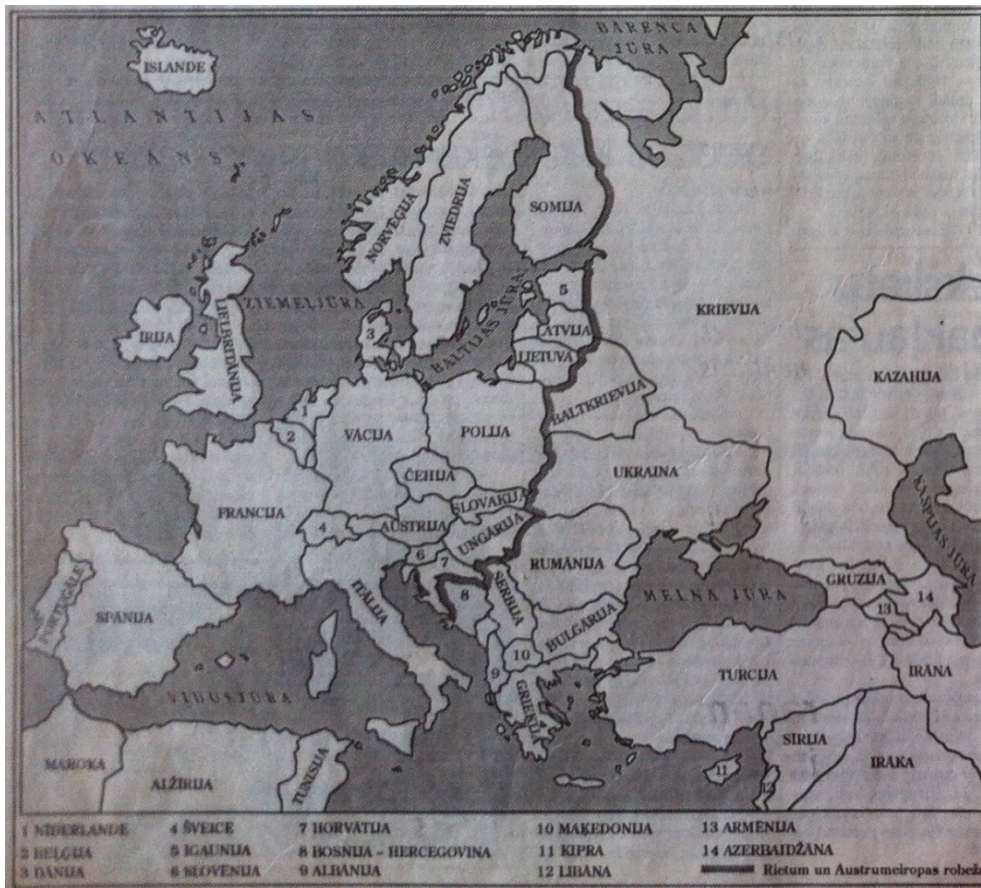 BARENCA
JŪRA
ISLANDE
ATLANTIJAS
OKEĀNS
NORVĒĢIJA
ZVIEDRIJA
SOMIJA
ZIEMEĻJŪRA
BALTIJAS JŪRA
5
KRIEVIJA
3
ĪRIJA
LIELBRITĀNIJA
LATVIJA
LIETUVA
KAZAHIJA
BALTKRIEVIJA
1
2
VĀCIJA
POLIJA
ČEHIJA
UKRAINA
SLOVĀKIJA
FRANCIJA
4
AUSTRIJA
UNGĀRIJA
KASPIJAS JŪRA
6
7
RUMĀNIJA
GRUZIJA
8
SERBIJA
MELNĀ JŪRA
13
14
ITĀLIJA
PORTUGĀLE
SPĀNIJA
BULGĀRIJA
10
9
GRIEĶIJA
TURCIJA
IRĀNA
VIDUSJŪRA
SĪRIJA
IRĀKA
MAROKA
ALŽĪRIJA
TUNISIJA
11
12
1 NĪDERLANDE 4 ŠVEICE 7 HORVĀTIJA 10 MAĶEDONIJA 13 ARMĒNIJA
2 BEĻĢIJA 5 IGAUNIJA 8 BOSNIJA – HERCEGOVINA 11 KIPRA 14 AZERBAIDŽĀNA
3 DĀNIJA 6 SLOVĒNIJA 9 ALBĀNIJA 12 LIBĀNA Rietum un Austrumeiropas robeža